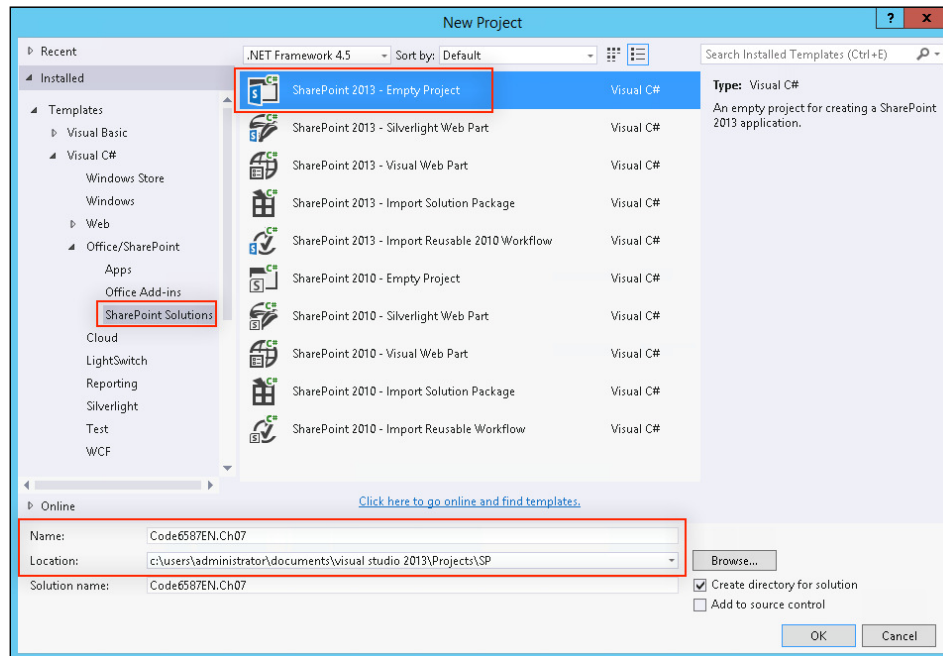 New Project
? x
Recent
.NET Framework 4.5 Sort by: Default
Search Installed Templates (Ctrl+E)
Installed
Templates
Visual Basic
Visual C#
Windows Store
Windows
Web
Office/SharePoint
Apps
Office Add-ins
SharePoint Solutions
Cloud
LightSwitch
Reporting
Silverlight
Test
WCF
Online
SharePoint 2013 - Empty Project Visual C#
SharePoint 2013 - Silverlight Web Part Visual C#
SharePoint 2013 - Visual Web Part Visual C#
SharePoint 2013 - Import Solution Package Visual C#
SharePoint 2013 - Import Reusable 2010 Workflow Visual C#
SharePoint 2010 - Empty Project Visual C#
SharePoint 2010 - Silverlight Web Part Visual C#
SharePoint 2010 - Visual Web Part Visual C#
SharePoint 2010 - Import Solution Package Visual C#
SharePoint 2010 - Import Reusable Workflow Visual C#
Click here to go online and find templates.
Type: Visual C#
An empty project for creating a SharePoint
2013 application.
Name: Code6587EN.Ch07
Location: c:\users\administrator\documents\visual studio 2013\Projects\SP
Browse...
Solution name: Code6587EN.Ch07
Create directory for solution
Add to source control
OK Cancel